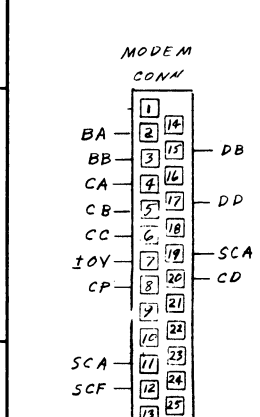 MODEM
CONN
1
14
BA 2
15 DB
BB 3
16
CA 4
17 DD
CB 5
18
CC 6
19 SCA
±OV 7
20 CD
CP 8
21
9
22
10
23
SCA 11
24
SCF 12
25
13